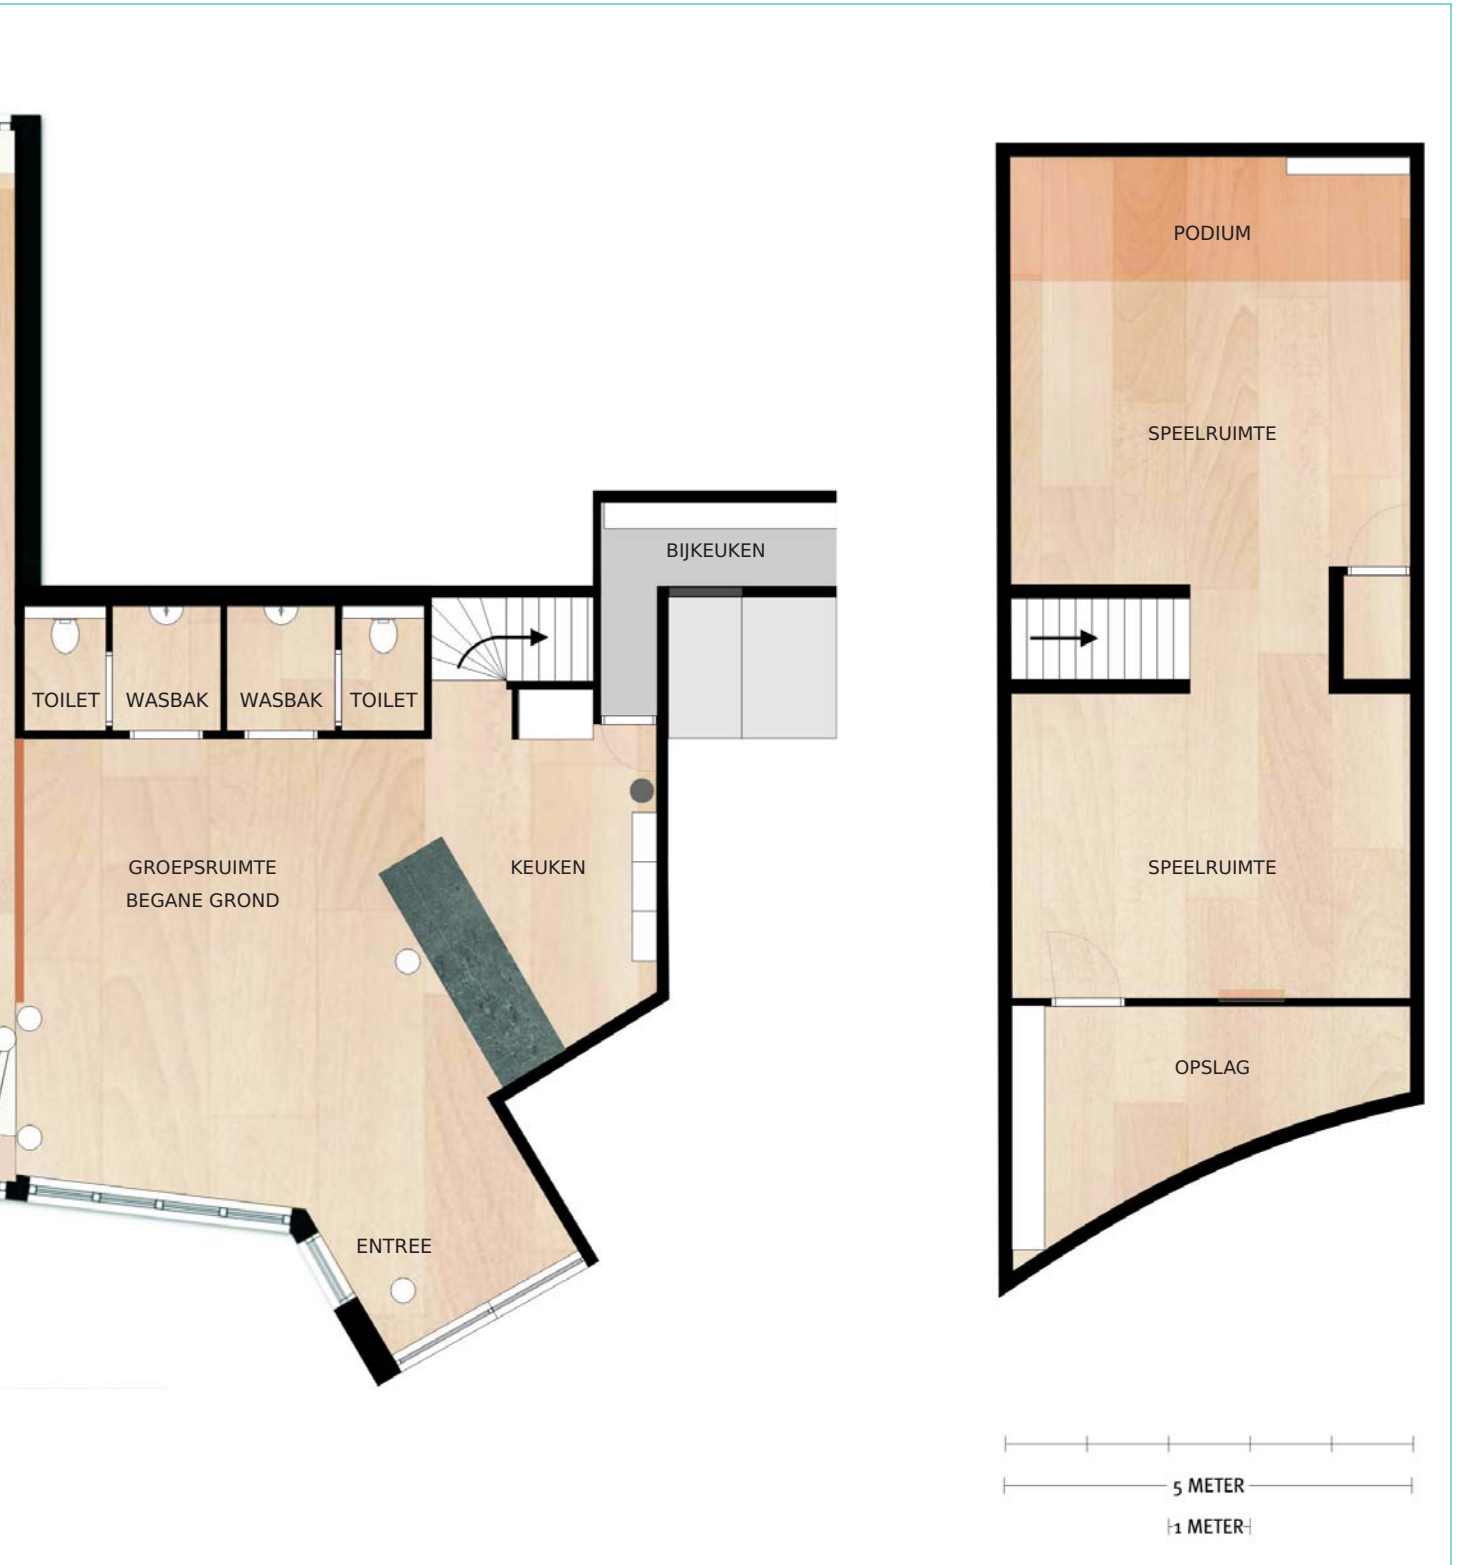 PODIUM
SPEELRUIMTE
BIJKEUKEN
TOILET
WASBAK
WASBAK
TOILET
GROEPSRUIMTE
BEGANE GROND
KEUKEN
SPEELRUIMTE
OPSLAG
ENTREE
5 METER
1 METER